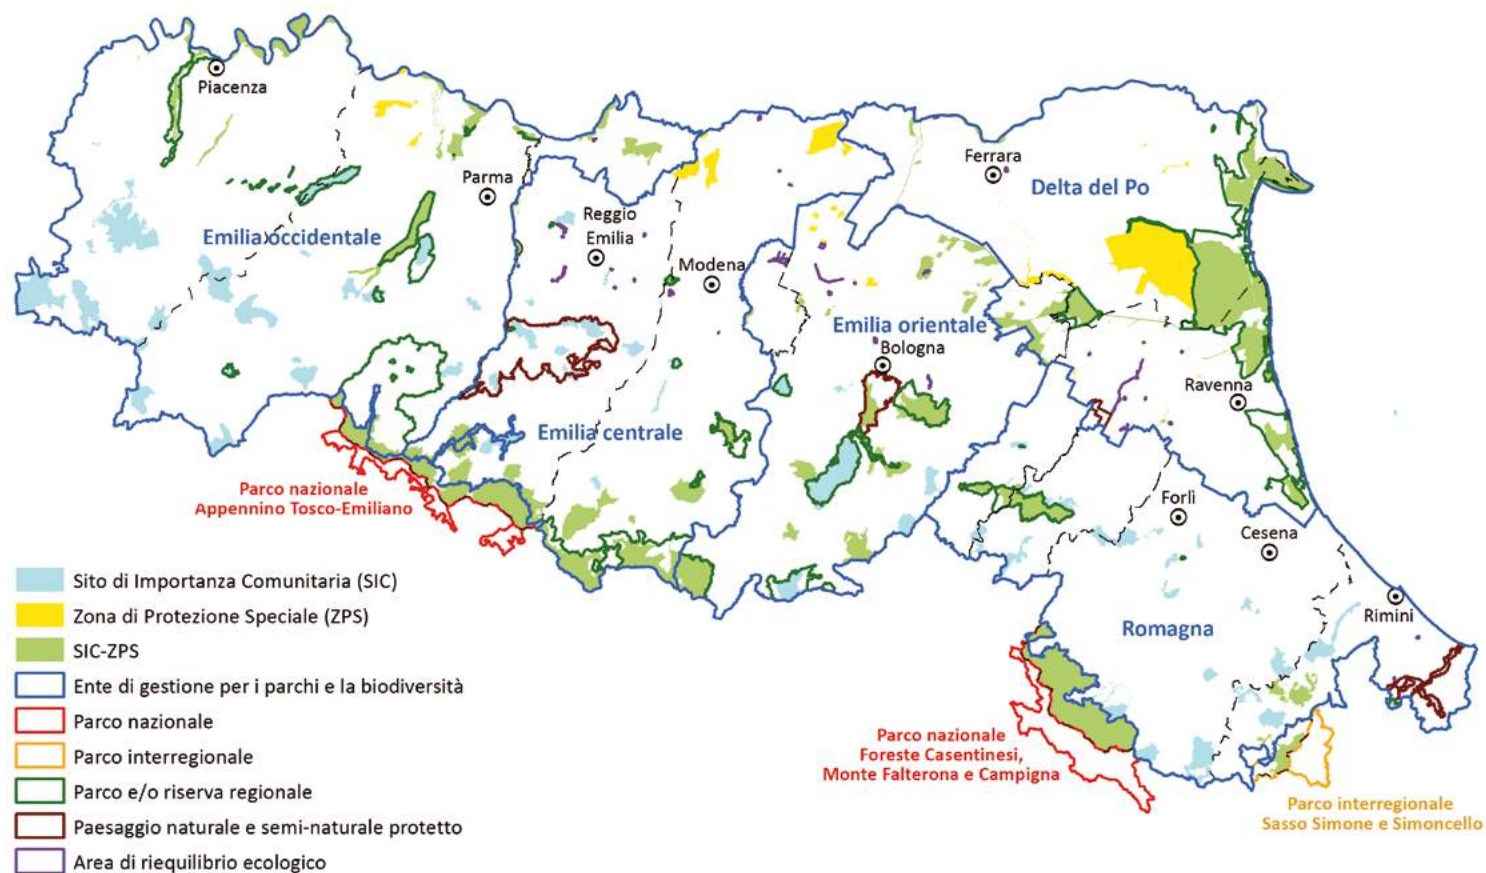 Piacenza
Parma
Reggio
Emilia
Modena
Ferrara
Delta del Po
Emilia occidentale
Emilia orientale
Bologna
Ravenna
Emilia centrale
Parco nazionale
Appennino Tosco-Emiliano
Forlì
Cesena
Rimini
Romagna
Parco nazionale
Foreste Casentinesi,
Monte Falterona e Campigna
Parco interregionale
Sasso Simone e Simoncello
Sito di Importanza Comunitaria (SIC)
Zona di Protezione Speciale (ZPS)
SIC-ZPS
Ente di gestione per i parchi e la biodiversità
Parco nazionale
Parco interregionale
Parco e/o riserva regionale
Paesaggio naturale e semi-naturale protetto
Area di riequilibrio ecologico